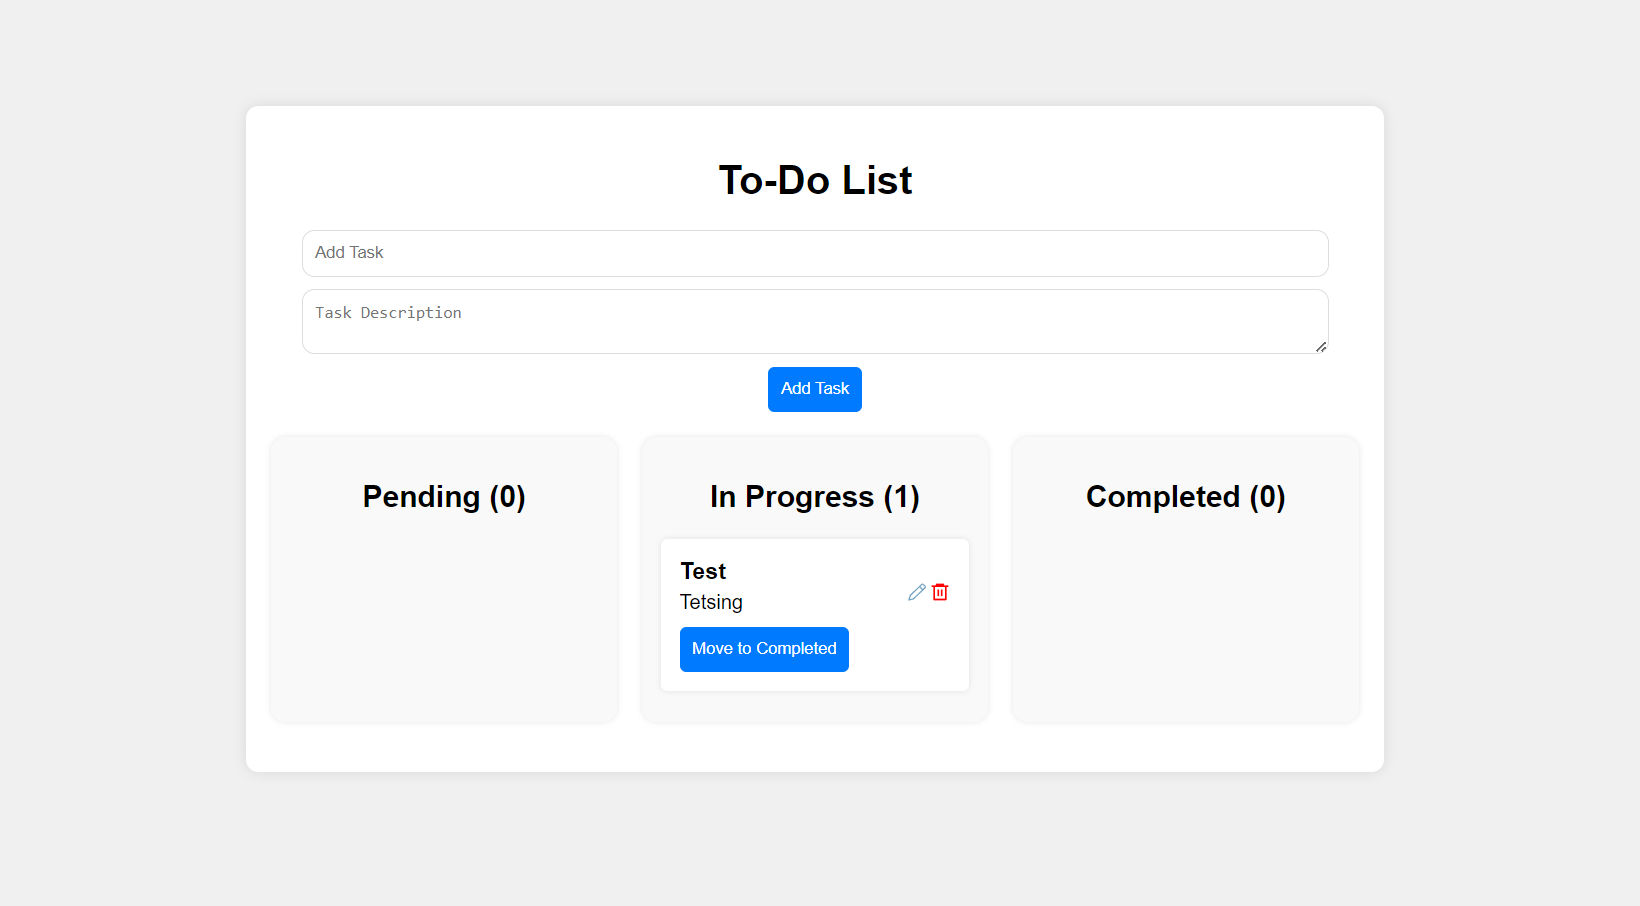 To-Do List
Add Task
Task Description
Add Task
Pending (0)
In Progress (1)
Test
Tetsing
Move to Completed
Completed (0)